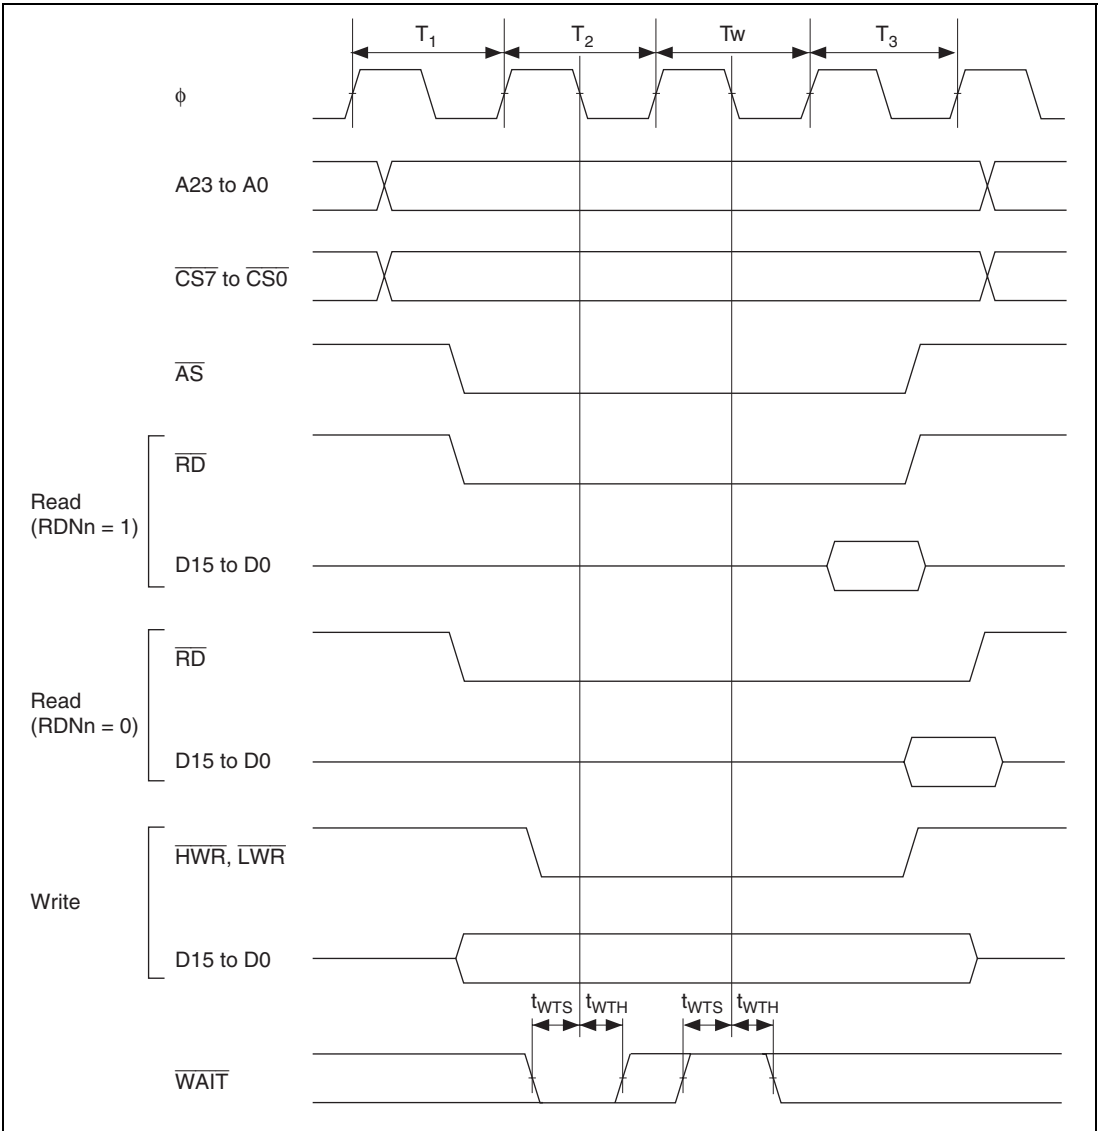 T1 T2 Tw T3
ϕ
A23 to A0
CS7 to CS0
AS
Read
(RDNn = 1)
RD
D15 to D0
Read
(RDNn = 0)
RD
D15 to D0
Write
HWR, LWR
D15 to D0
tWTS tWTH tWTS tWTH
WAIT